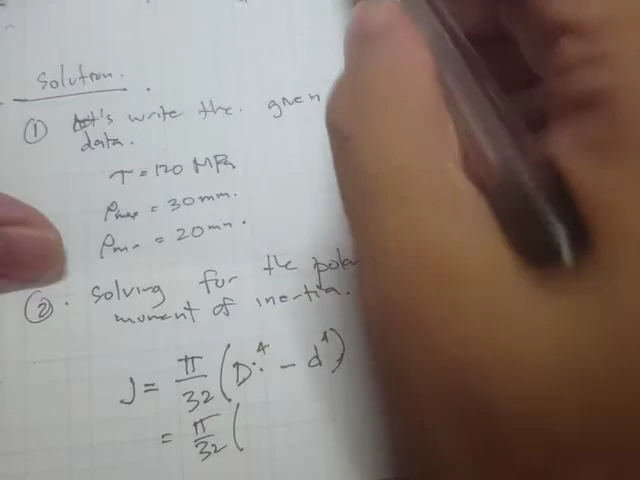 Solution.
① Let's write the given
data.
τ = 120 MPa
ρmax = 30mm.
ρmin = 20mm.
②. Solving for the pola
moment of inertia.
J = π/32 (D⁴ - d⁴)
= π/32 (